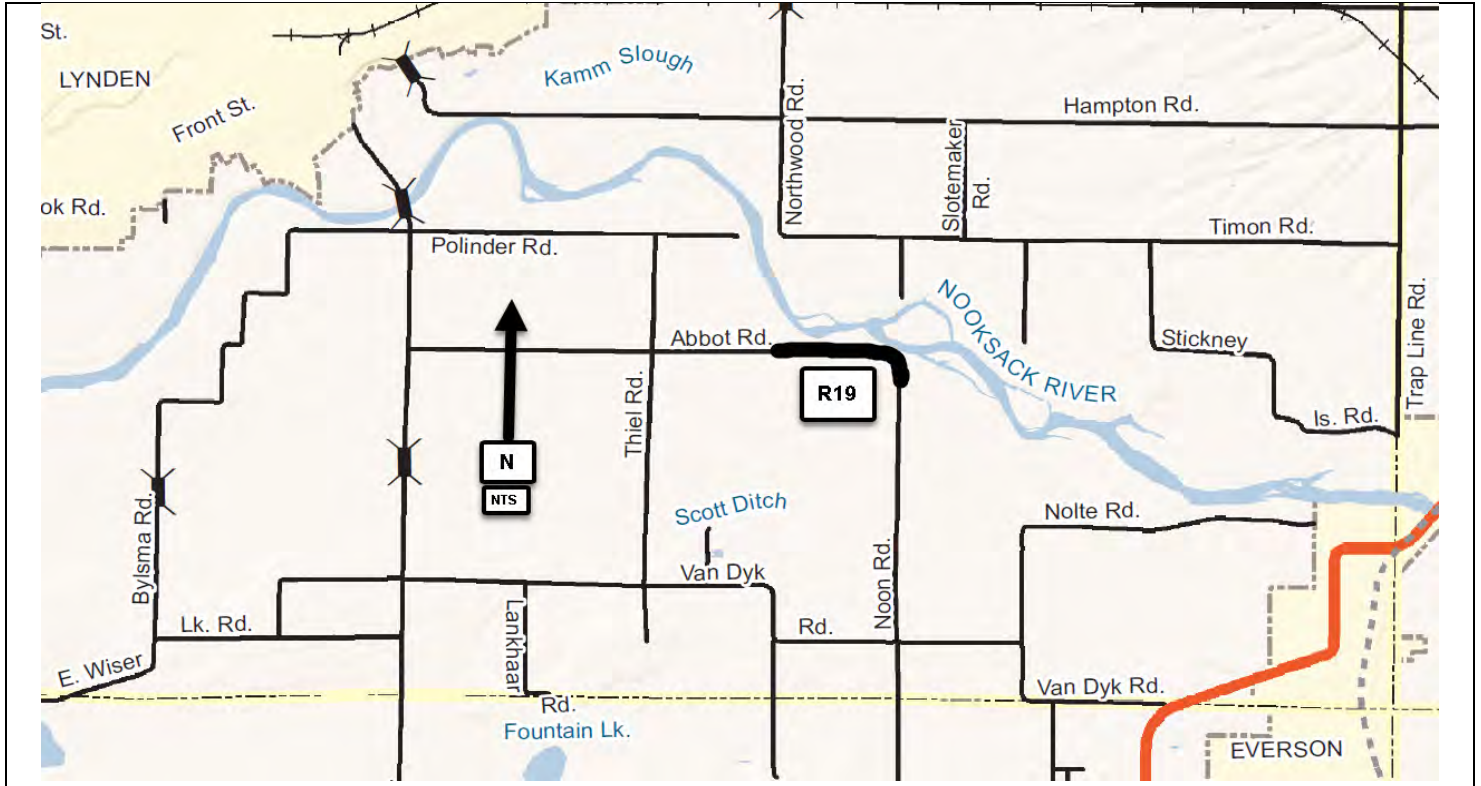 St.
LYNDEN
Kamm Slough
Front St.
Hampton Rd.
Northwood Rd.
Slotemaker
Rd.
ok Rd.
Timon Rd.
Polinder Rd.
NOOKSACK RIVER
Abbot Rd.
Stickney
Trap Line Rd.
R19
Is. Rd.
Thiel Rd.
N
NTS
Scott Ditch
Nolte Rd.
Bylsma Rd.
Van Dyk
Noon Rd.
Lk. Rd.
Lankhaar
Rd.
E. Wiser
Van Dyk Rd.
Rd.
Fountain Lk.
EVERSON